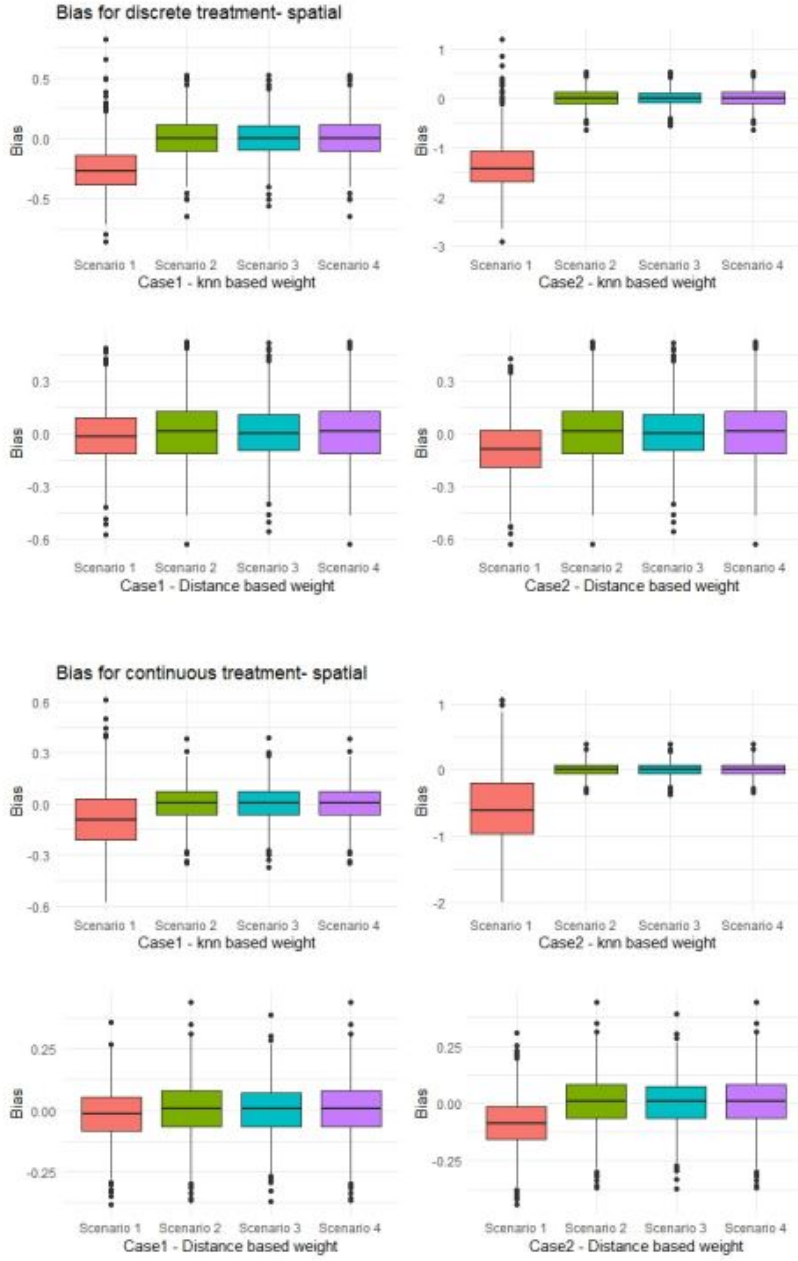 Bias for discrete treatment- spatial
0.5
0.0
-0.5
Bias
Scenario 1 Scenario 2 Scenario 3 Scenario 4
Case1 - knn based weight
1
0
-1
-2
-3
Bias
Scenario 1 Scenario 2 Scenario 3 Scenario 4
Case2 - knn based weight
0.3
0.0
-0.3
-0.6
Bias
Scenario 1 Scenario 2 Scenario 3 Scenario 4
Case1 - Distance based weight
0.3
0.0
-0.3
-0.6
Bias
Scenario 1 Scenario 2 Scenario 3 Scenario 4
Case2 - Distance based weight
Bias for continuous treatment- spatial
0.6
0.3
0.0
-0.3
-0.6
Bias
Scenario 1 Scenario 2 Scenario 3 Scenario 4
Case1 - knn based weight
1
0
-1
-2
Bias
Scenario 1 Scenario 2 Scenario 3 Scenario 4
Case2 - knn based weight
0.25
0.00
-0.25
Bias
Scenario 1 Scenario 2 Scenario 3 Scenario 4
Case1 - Distance based weight
0.25
0.00
-0.25
Bias
Scenario 1 Scenario 2 Scenario 3 Scenario 4
Case2 - Distance based weight